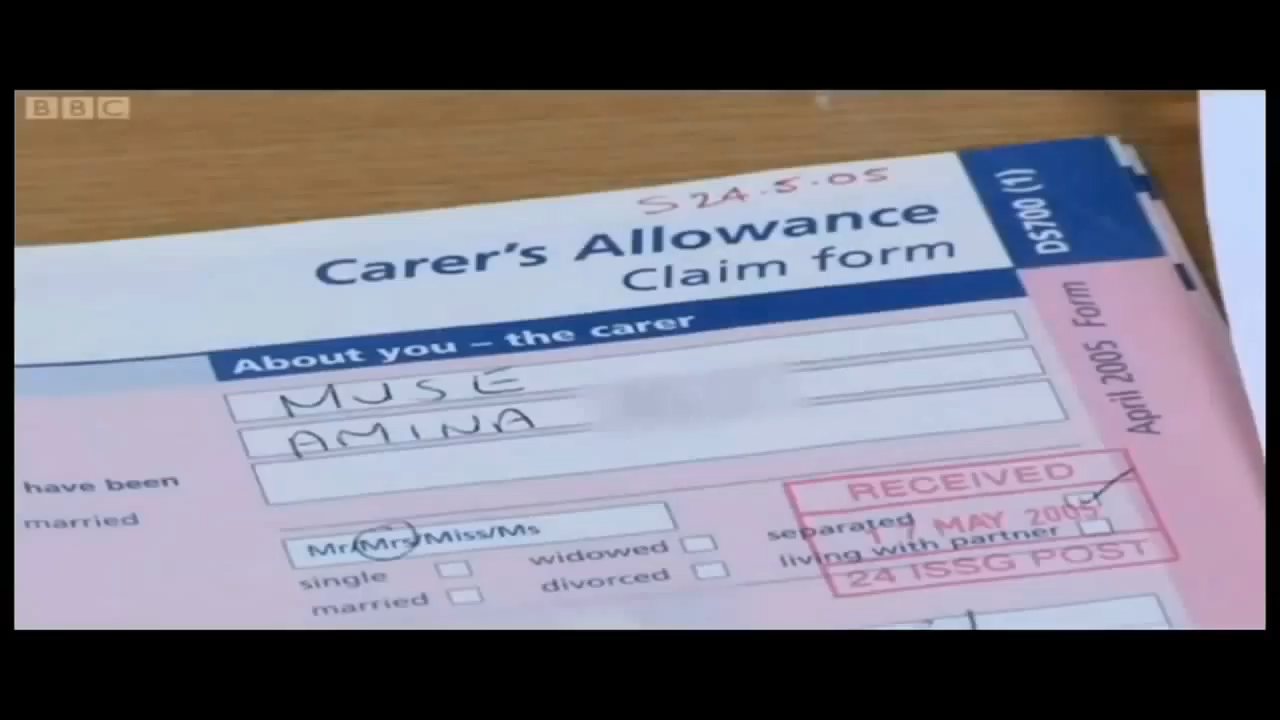 BBC
S 24.5.05
Carer's Allowance
Claim form
DS700 (1)
April 2005 Form
About you – the carer
MUSE
AMINA
have been
married
Mr/Mrs/Miss/Ms
single
married
widowed
divorced
separated
living with partner
RECEIVED
17 MAY 2005
24 ISSG POST